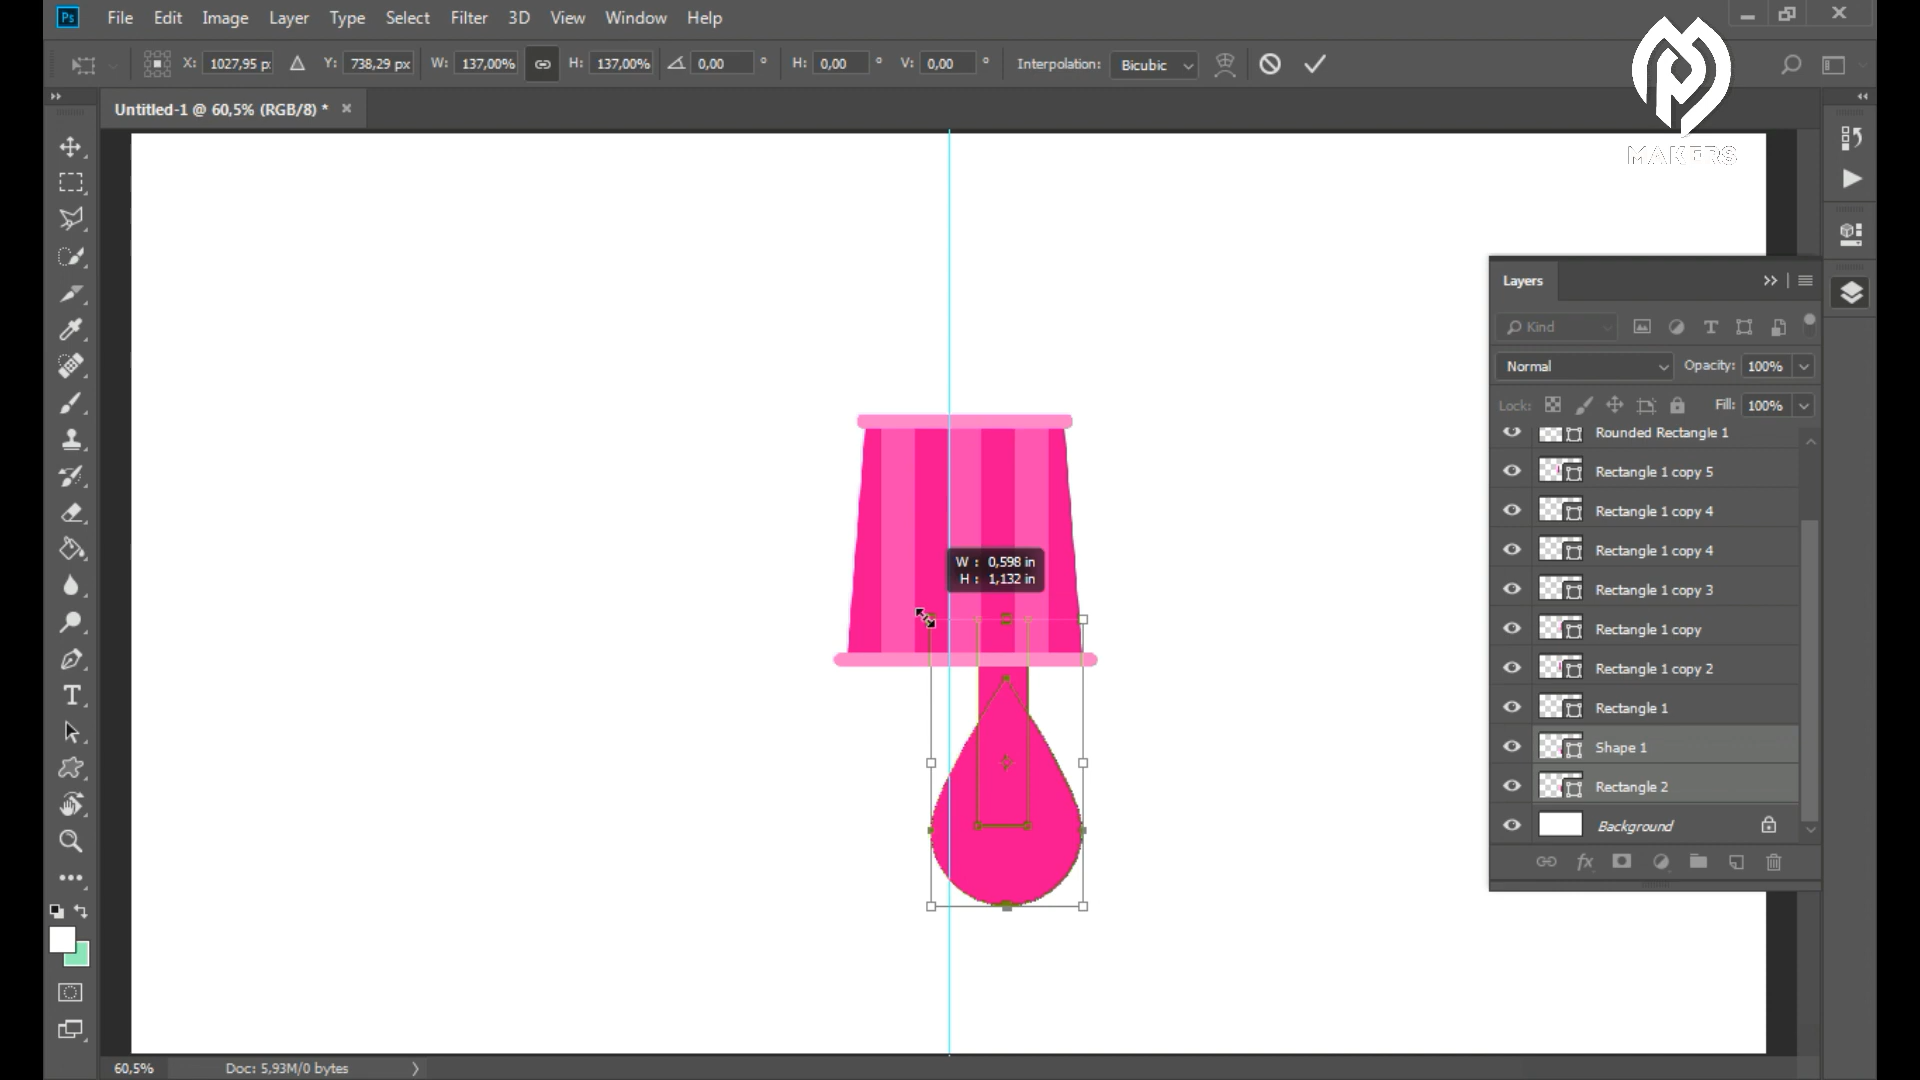 Ps File Edit Image Layer Type Select Filter 3D View Window Help
X: 1027,95 p Y: 738,29 px W: 137,00% H: 137,00% 0,00 ° H: 0,00 ° V: 0,00 ° Interpolation: Bicubic
MAKERS
Untitled-1 @ 60,5% (RGB/8) *
Layers
Kind
Normal Opacity: 100%
Lock: Fill: 100%
Rounded Rectangle 1
Rectangle 1 copy 5
Rectangle 1 copy 4
Rectangle 1 copy 4
Rectangle 1 copy 3
Rectangle 1 copy
Rectangle 1 copy 2
Rectangle 1
Shape 1
Rectangle 2
Background
W : 0,598 in
H : 1,132 in
60,5% Doc: 5,93M/0 bytes